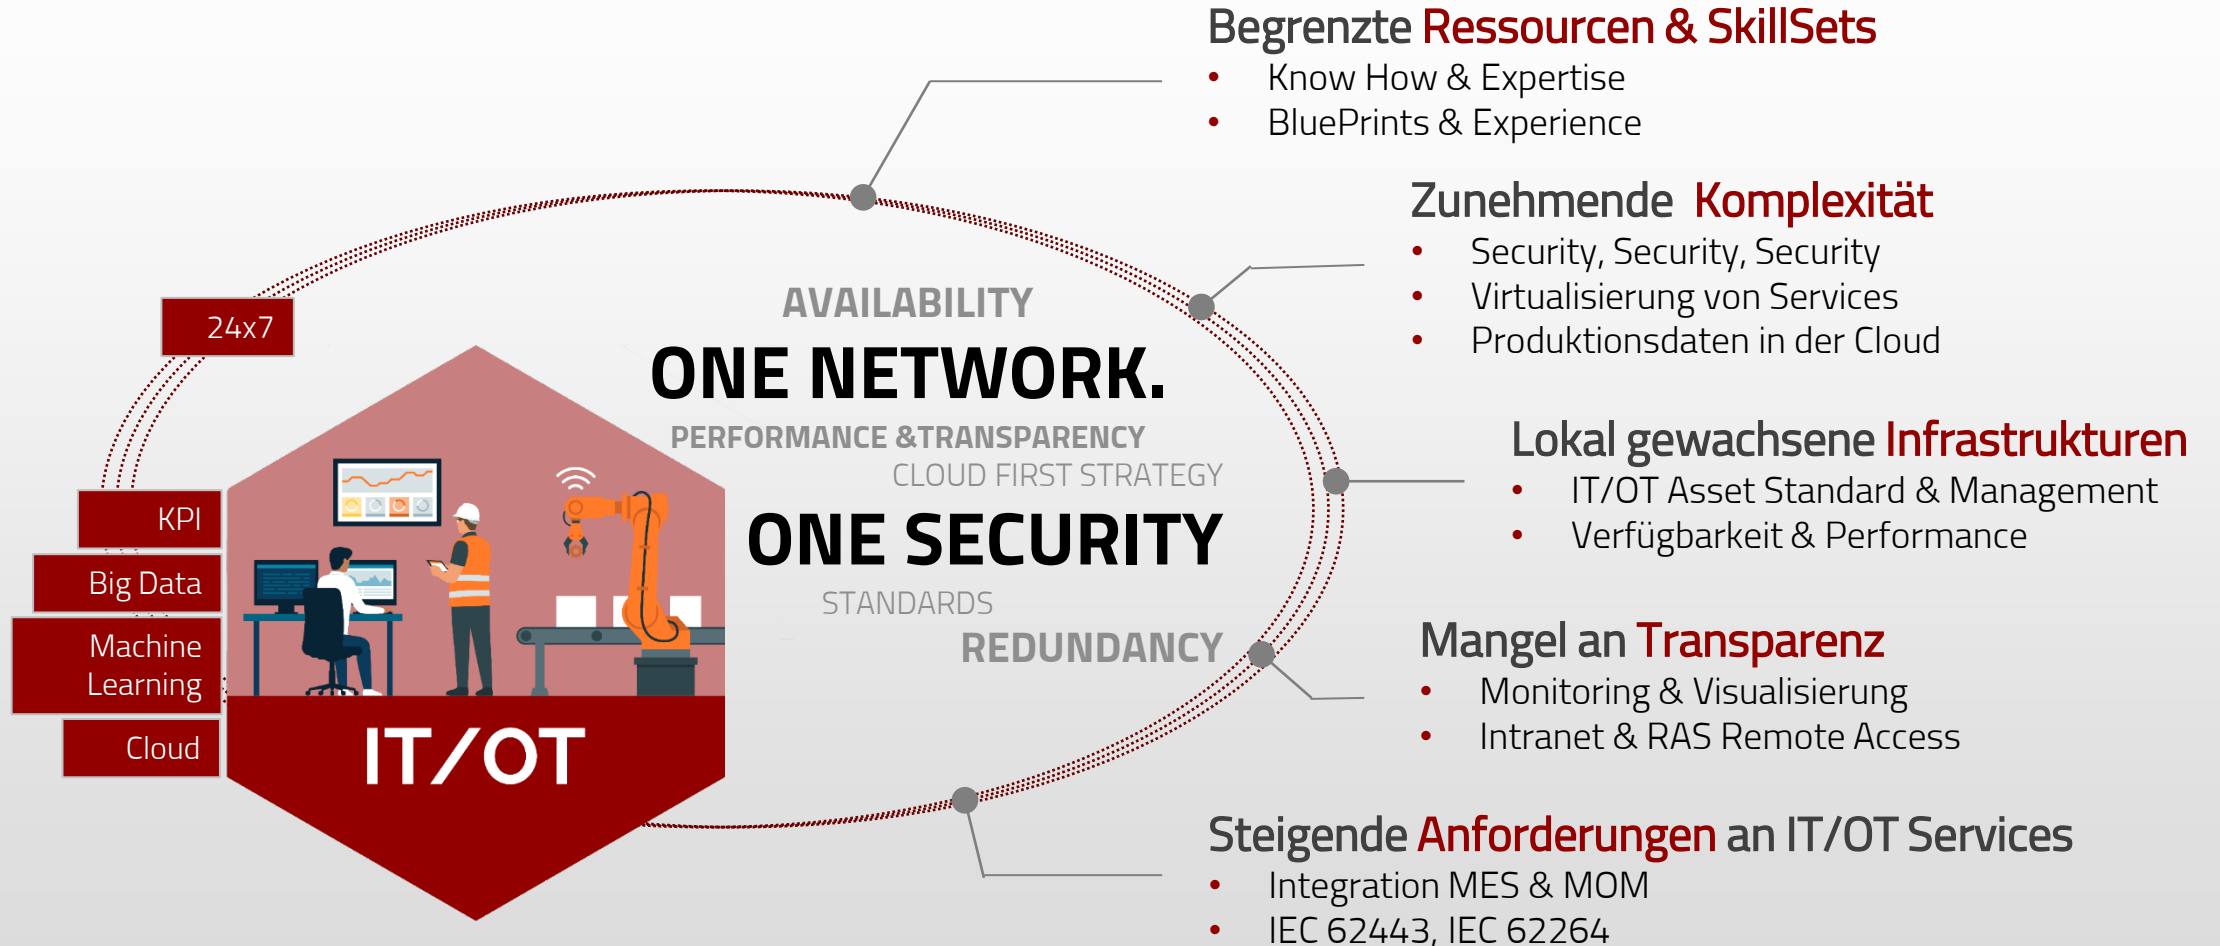 Begrenzte Ressourcen & SkillSets
• Know How & Expertise
• BluePrints & Experience
Zunehmende Komplexität
• Security, Security, Security
• Virtualisierung von Services
• Produktionsdaten in der Cloud
Lokal gewachsene Infrastrukturen
• IT/OT Asset Standard & Management
• Verfügbarkeit & Performance
Mangel an Transparenz
• Monitoring & Visualisierung
• Intranet & RAS Remote Access
Steigende Anforderungen an IT/OT Services
• Integration MES & MOM
• IEC 62443, IEC 62264
AVAILABILITY
ONE NETWORK.
PERFORMANCE &TRANSPARENCY
CLOUD FIRST STRATEGY
ONE SECURITY
STANDARDS
REDUNDANCY
24x7
KPI
Big Data
Machine
Learning
Cloud
IT/OT